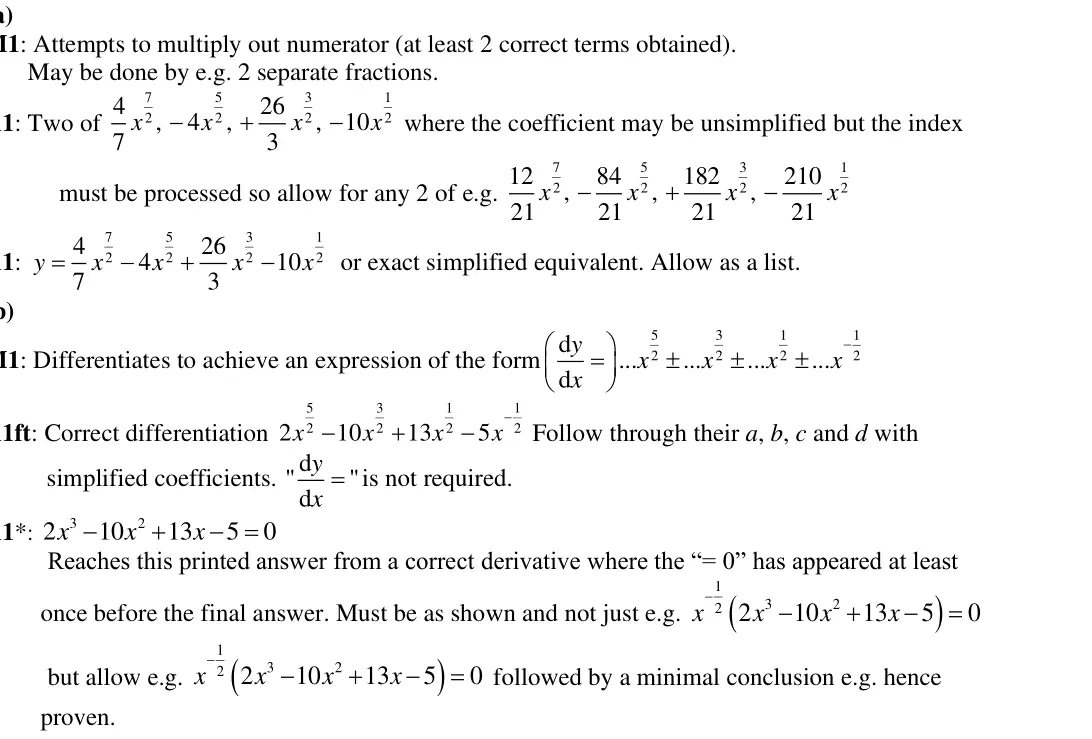 a)
M1: Attempts to multiply out numerator (at least 2 correct terms obtained).
May be done by e.g. 2 separate fractions.
1: Two of 4/7 x^(7/2), −4x^(5/2), +26/3 x^(3/2), −10x^(1/2) where the coefficient may be unsimplified but the index
must be processed so allow for any 2 of e.g. 12/21 x^(7/2), −84/21 x^(5/2), +182/21 x^(3/2), −210/21 x^(1/2)
1: y = 4/7 x^(7/2) − 4x^(5/2) + 26/3 x^(3/2) − 10x^(1/2) or exact simplified equivalent. Allow as a list.
b)
M1: Differentiates to achieve an expression of the form (dy/dx =) ...x^(5/2) ± ...x^(3/2) ± ...x^(1/2) ± ...x^(−1/2)
1ft: Correct differentiation 2x^(5/2) − 10x^(3/2) + 13x^(1/2) − 5x^(−1/2) Follow through their a, b, c and d with
simplified coefficients. "dy/dx =" is not required.
1*: 2x³ − 10x² + 13x − 5 = 0
Reaches this printed answer from a correct derivative where the “= 0” has appeared at least
once before the final answer. Must be as shown and not just e.g. x^(−1/2) (2x³ − 10x² + 13x − 5) = 0
but allow e.g. x^(−1/2) (2x³ − 10x² + 13x − 5) = 0 followed by a minimal conclusion e.g. hence
proven.